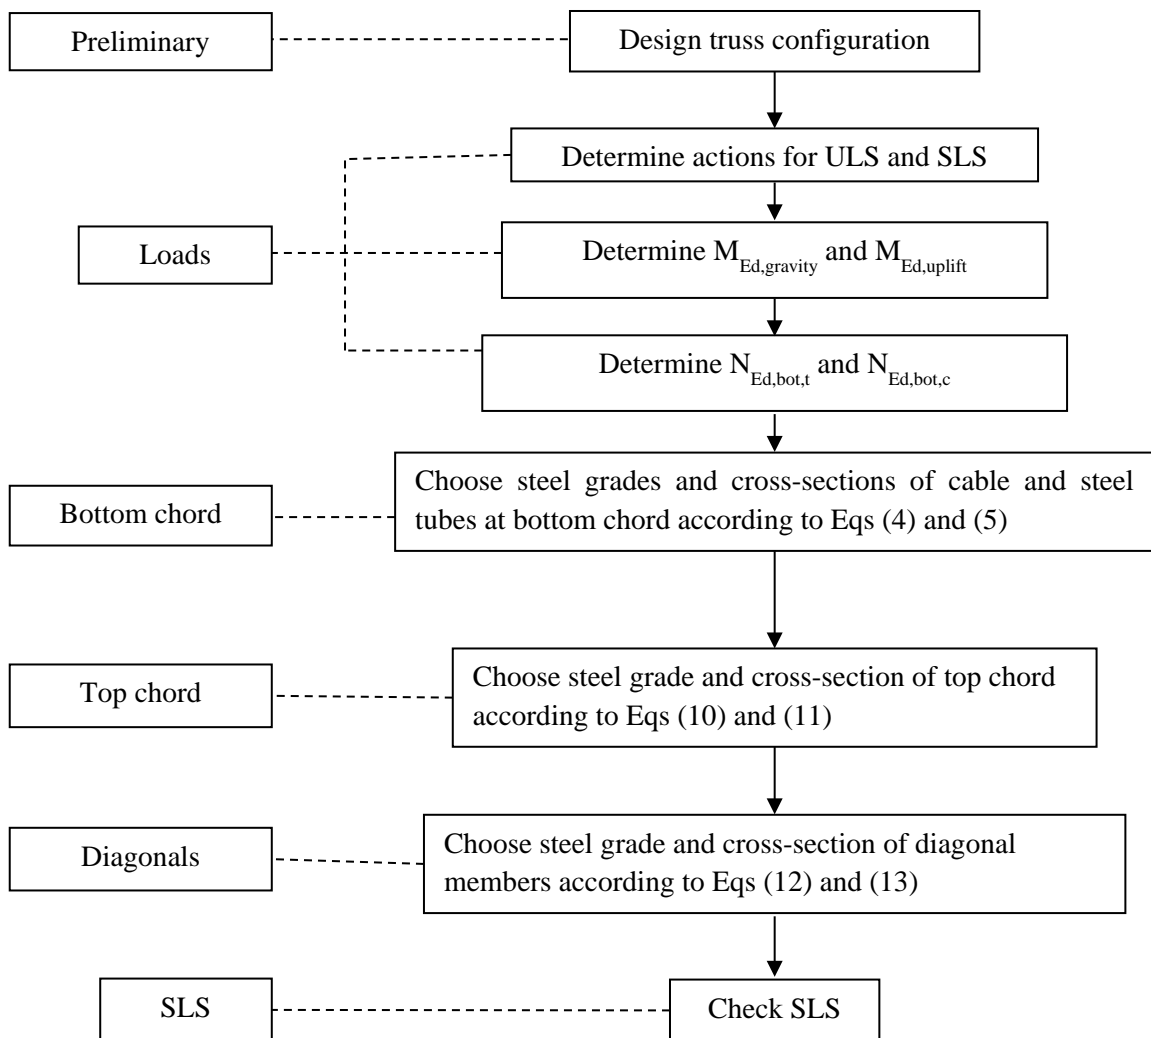 Preliminary
Design truss configuration
Determine actions for ULS and SLS
Loads
Determine M_Ed,gravity and M_Ed,uplift
Determine N_Ed,bot,t and N_Ed,bot,c
Bottom chord
Choose steel grades and cross-sections of cable and steel
tubes at bottom chord according to Eqs (4) and (5)
Top chord
Choose steel grade and cross-section of top chord
according to Eqs (10) and (11)
Diagonals
Choose steel grade and cross-section of diagonal
members according to Eqs (12) and (13)
SLS
Check SLS